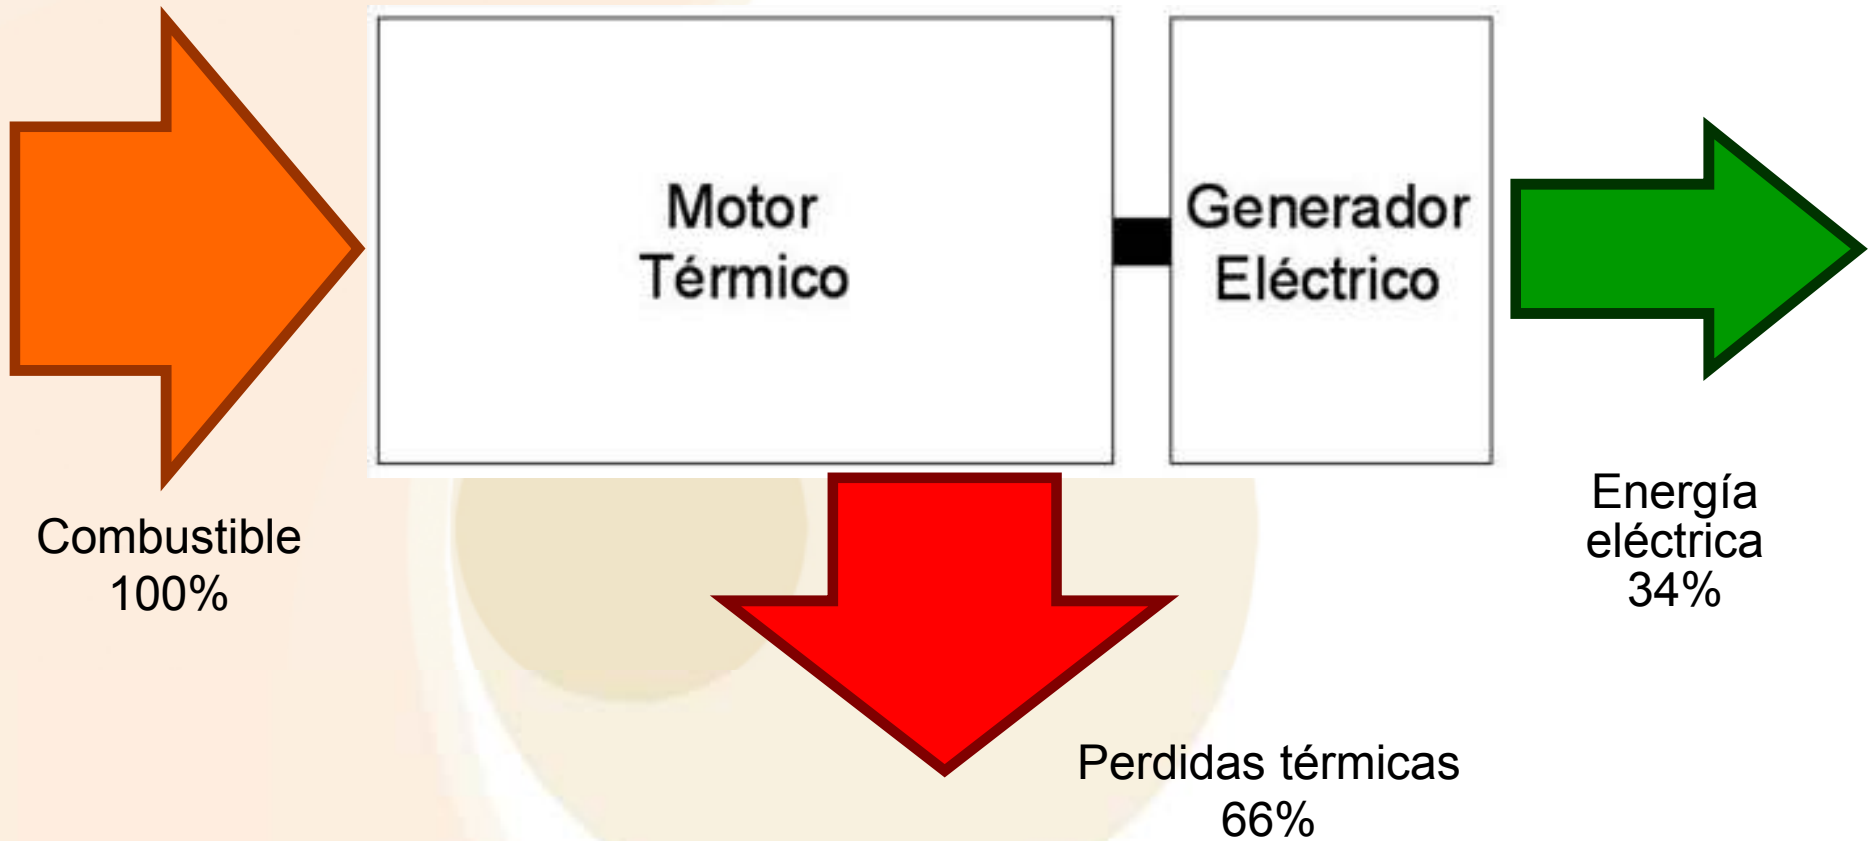 Motor
Térmico
Generador
Eléctrico
Combustible
100%
Energía
eléctrica
34%
Perdidas térmicas
66%